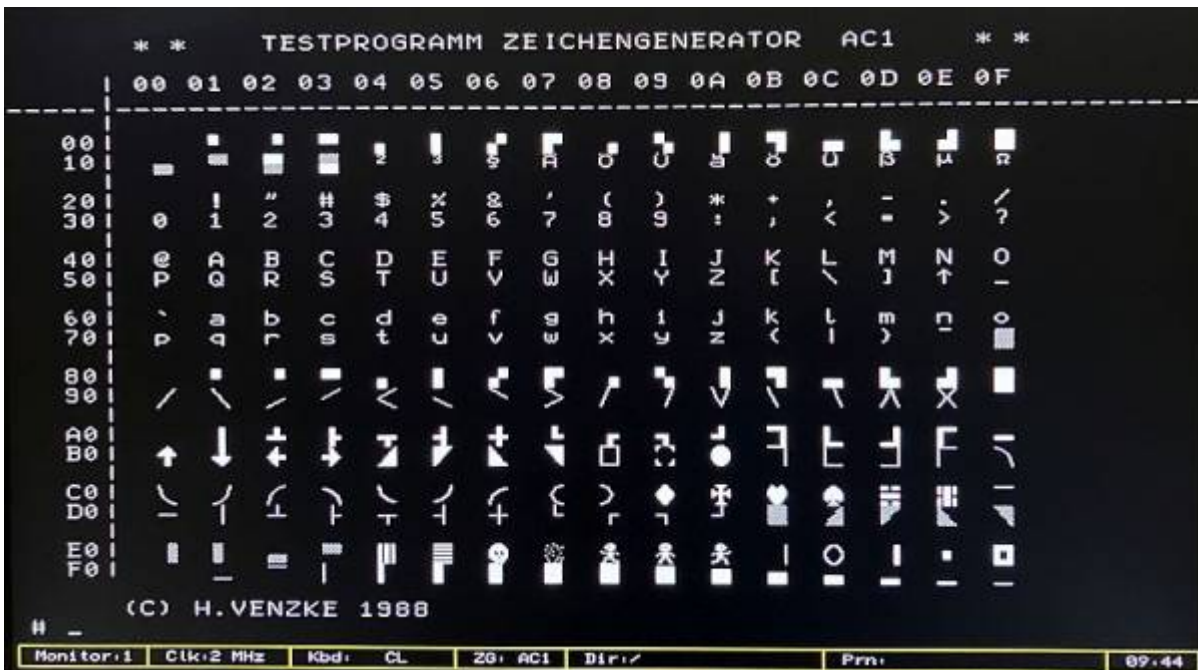 * * TESTPROGRAMM ZEICHENGENERATOR AC1 * *
00 01 02 03 04 05 06 07 08 09 0A 0B 0C 0D 0E 0F
00
10 2 3 § Ä Ö Ü ä ö ü ß µ Ω
20 ! " # $ % & ' ( ) * + , - . /
30 0 1 2 3 4 5 6 7 8 9 : ; < = > ?
40 @ A B C D E F G H I J K L M N O
50 P Q R S T U V W X Y Z [ \ ] ↑ _
60 ` a b c d e f g h i j k l m n o
70 p q r s t u v w x y z { | } ‾
80
90
A0
B0
C0
D0
E0
F0
(C) H.VENZKE 1988
# _
Monitor:1 Clk:2 MHz Kbd: CL ZG: AC1 Dir:/ Prn: 09:44